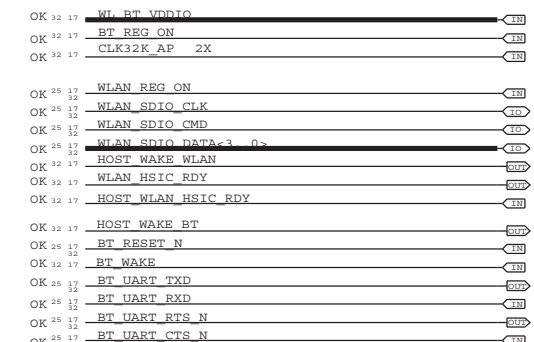 OK 32 17 WL_BT_VDDIO IN
OK 32 17 BT_REG_ON IN
OK 32 17 CLK32K_AP 2X IN
OK 25 17 32 WLAN_REG_ON IN
OK 25 17 32 WLAN_SDIO_CLK IO
OK 25 17 32 WLAN_SDIO_CMD IO
OK 25 17 32 WLAN_SDIO_DATA<3..0> IO
OK 32 17 HOST_WAKE_WLAN OUT
OK 32 17 WLAN_HSIC_RDY OUT
OK 32 17 HOST_WLAN_HSIC_RDY IN
OK 32 17 HOST_WAKE_BT OUT
OK 25 17 32 BT_RESET_N IN
OK 32 17 BT_WAKE IN
OK 25 17 32 BT_UART_TXD OUT
OK 25 17 32 BT_UART_RXD IN
OK 25 17 32 BT_UART_RTS_N OUT
OK 25 17 BT_UART_CTS_N IN